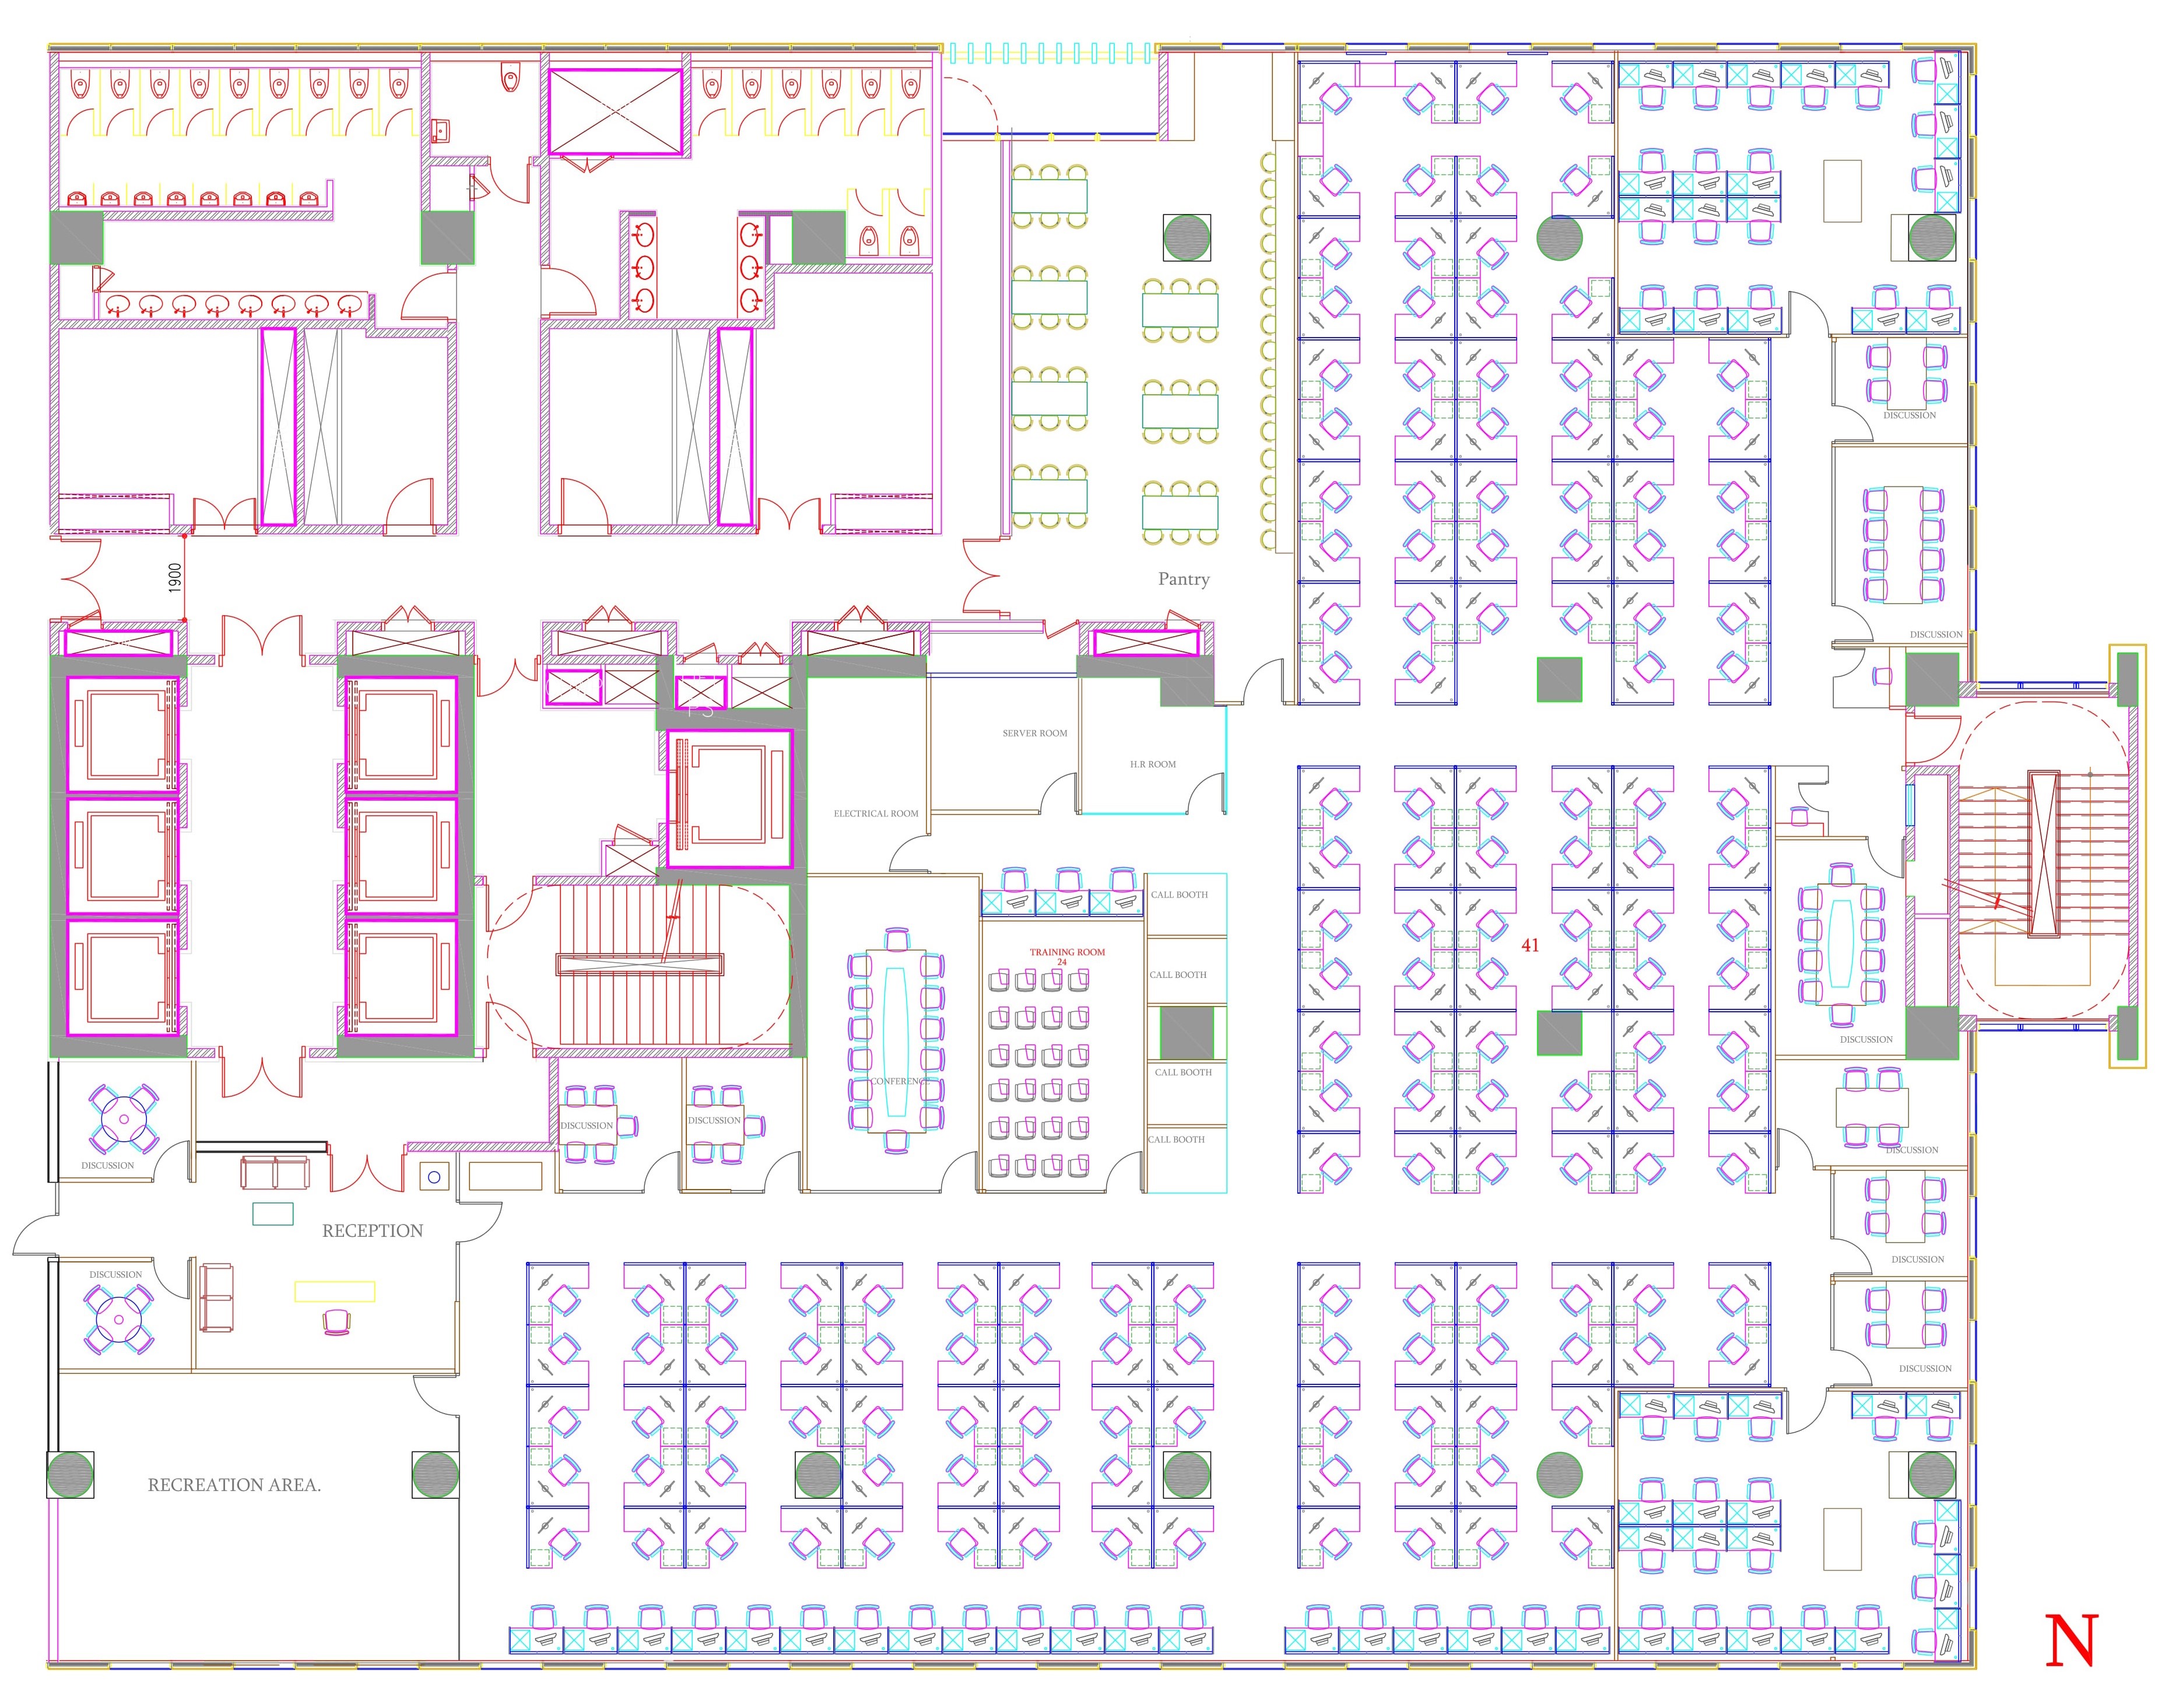 1900
Pantry
DISCUSSION
DISCUSSION
SERVER ROOM
H.R ROOM
ELECTRICAL ROOM
CALL BOOTH
TRAINING ROOM
24
41
CALL BOOTH
DISCUSSION
CONFERENCE
CALL BOOTH
DISCUSSION
DISCUSSION
CALL BOOTH
DISCUSSION
DISCUSSION
RECEPTION
DISCUSSION
DISCUSSION
DISCUSSION
RECREATION AREA.
N